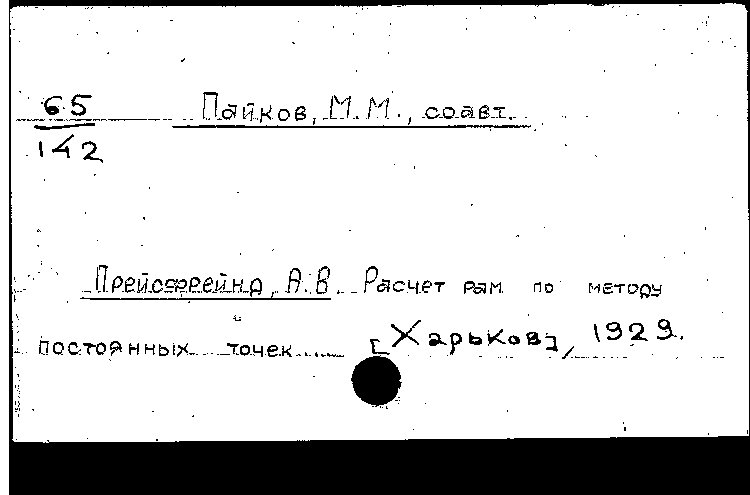 65 Пайков, М.М., соавт.
142
Прейсфрейнд, А.В. Расчет рам по методу
постоянных точек [Харьков], 1929.